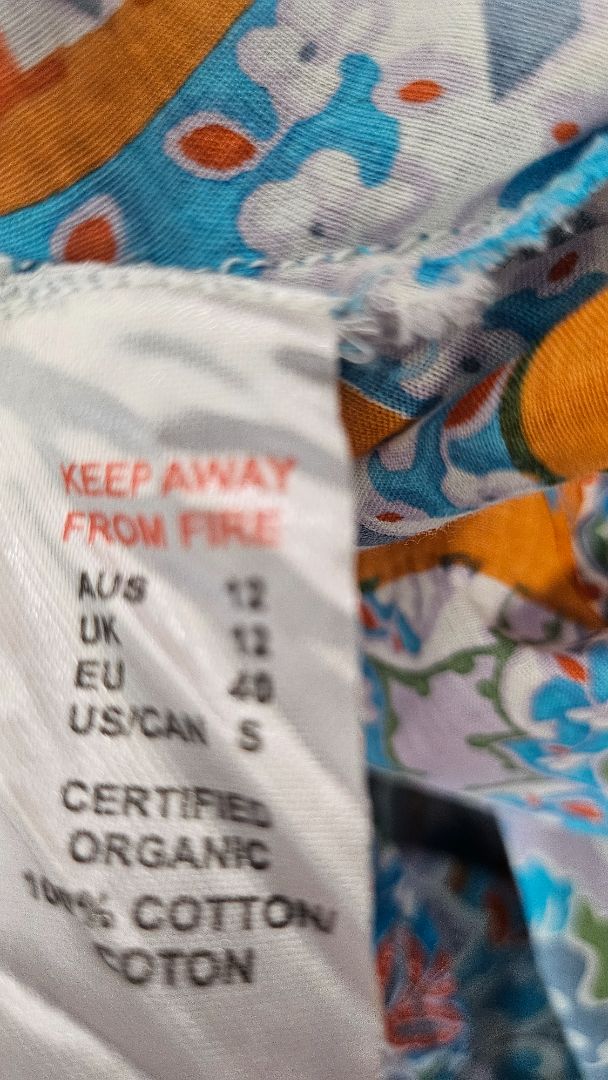 KEEP AWAY
FROM FIRE
AUS 12
UK 12
EU 40
US/CAN S
CERTIFIED
ORGANIC
100% COTTON/
COTON